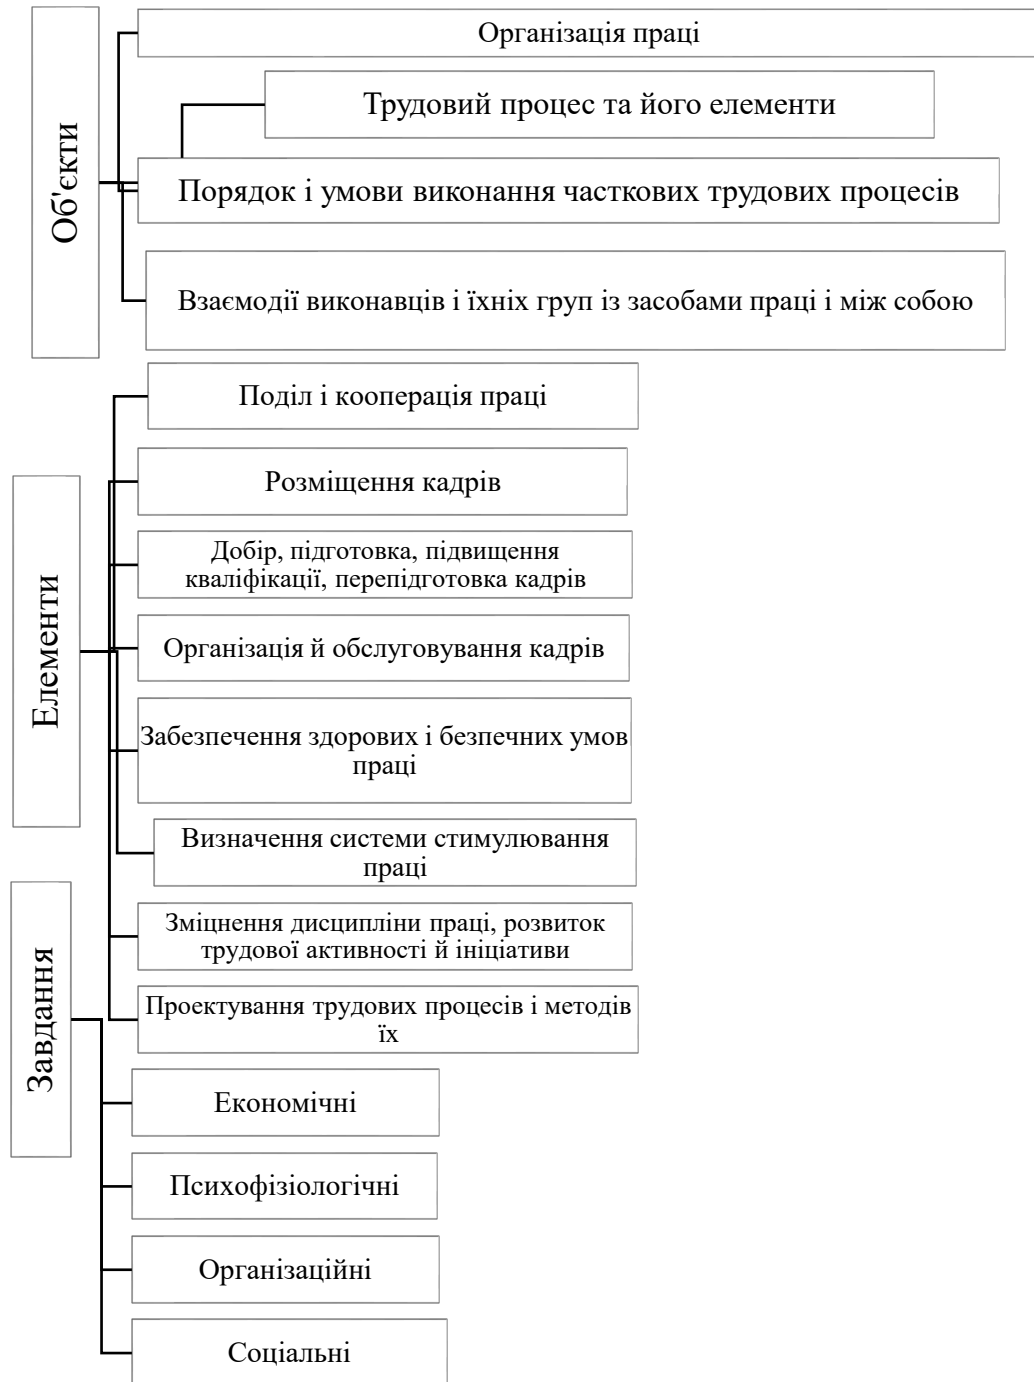 Об'єкти
Організація праці
Трудовий процес та його елементи
Порядок і умови виконання часткових трудових процесів
Взаємодії виконавців і їхніх груп із засобами праці і між собою
Елементи
Поділ і кооперація праці
Розміщення кадрів
Добір, підготовка, підвищення
кваліфікації, перепідготовка кадрів
Організація й обслуговування кадрів
Забезпечення здорових і безпечних умов
праці
Визначення системи стимулювання
праці
Зміцнення дисципліни праці, розвиток
трудової активності й ініціативи
Проектування трудових процесів і методів
їх
Завдання
Економічні
Психофізіологічні
Організаційні
Соціальні